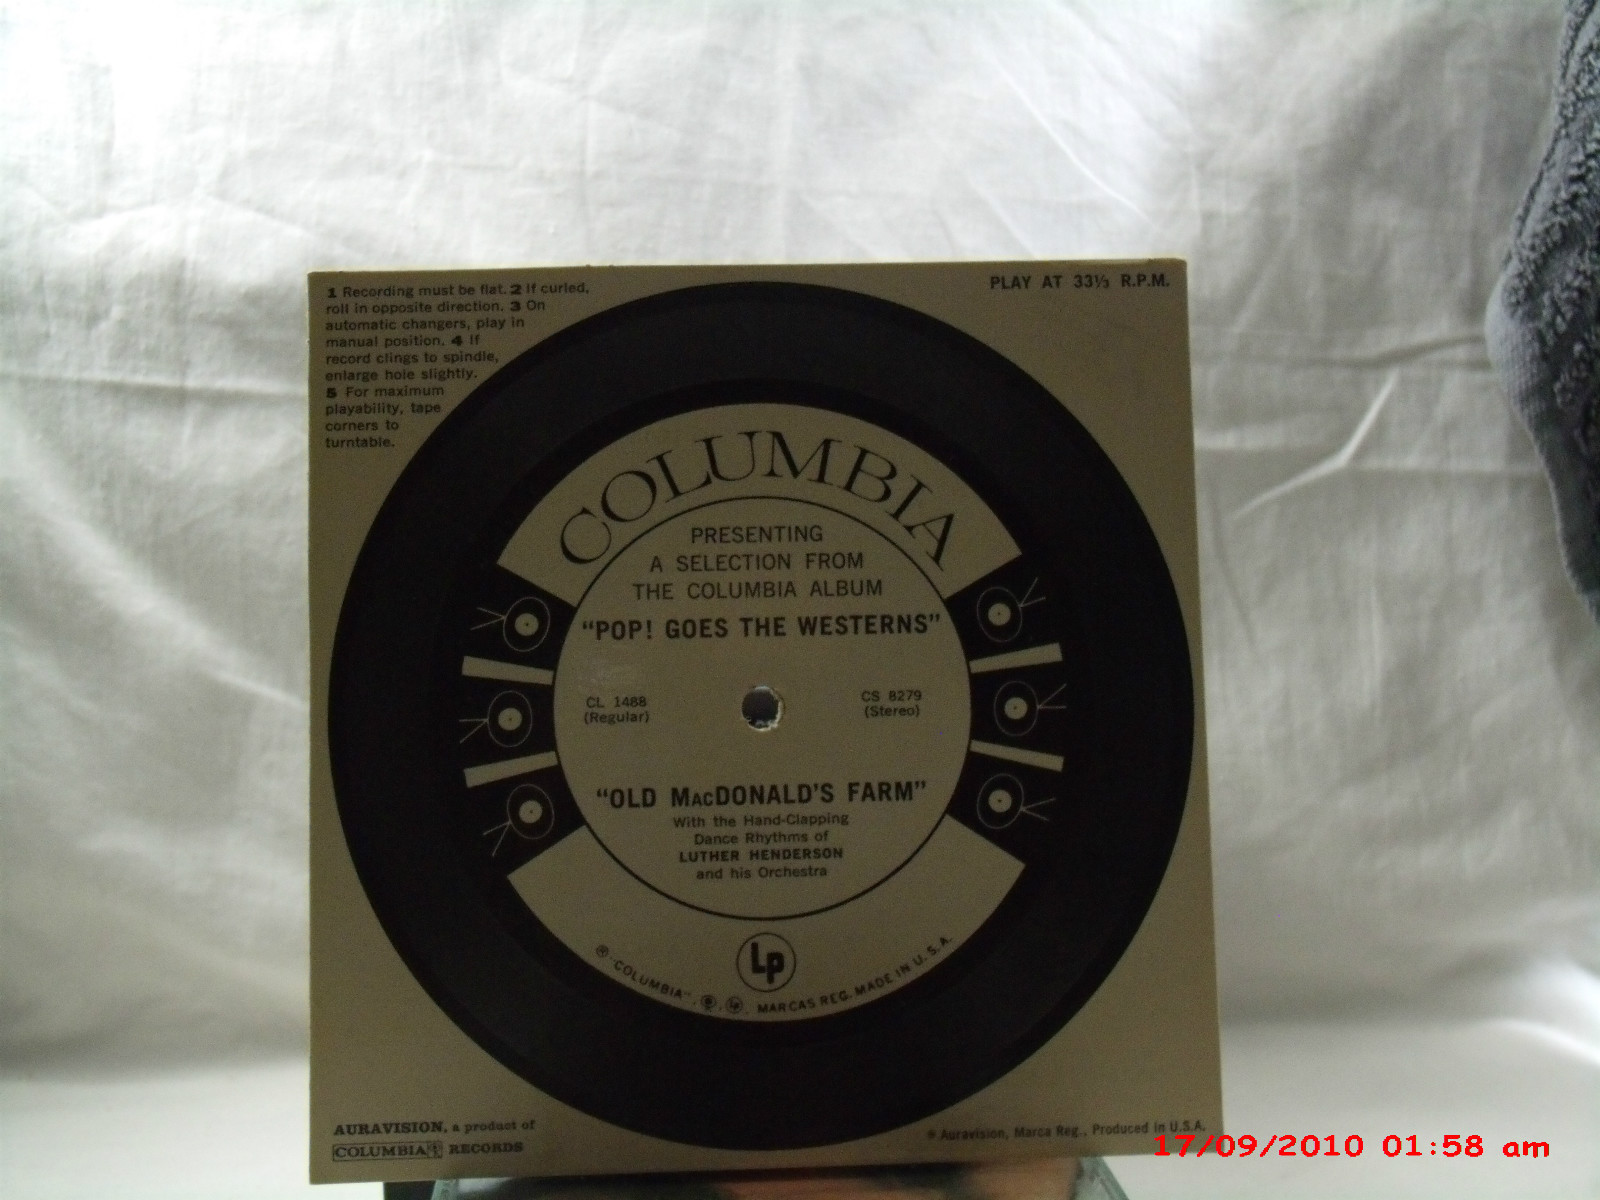 1 Recording must be flat. 2 If curled,
roll in opposite direction. 3 On
automatic changers, play in
manual position. 4 If
record clings to spindle,
enlarge hole slightly.
5 For maximum
playability, tape
corners to
turntable.
PLAY AT 33⅓ R.P.M.
COLUMBIA
PRESENTING
A SELECTION FROM
THE COLUMBIA ALBUM
"POP! GOES THE WESTERNS"
CL 1488
(Regular)
CS 8279
(Stereo)
"OLD MacDONALD'S FARM"
With the Hand-Clapping
Dance Rhythms of
LUTHER HENDERSON
and his Orchestra
Lp
"COLUMBIA", Lp, MARCAS REG. MADE IN U.S.A.
AURAVISION, a product of
COLUMBIA RECORDS
Auravision, Marca Reg., Produced in U.S.A.
17/09/2010 01:58 am